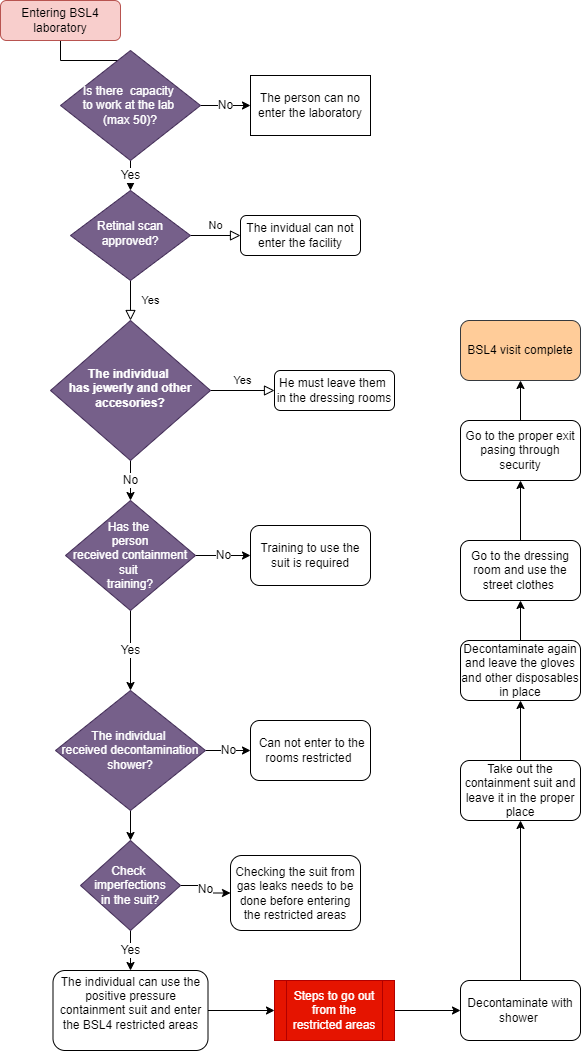 Entering BSL4
laboratory
Is there  capacity
to work at the lab
(max 50)?
No
The person can no
enter the laboratory
Yes
Retinal scan
approved?
No
The invidual can not
enter the facility
Yes
The individual
has jewerly and other
accesories?
Yes
He must leave them
in the dressing rooms
No
Has the
person
received containment
suit
training?
No
Training to use the
suit is required
Yes
The individual
received decontamination
shower?
No
Can not enter to the
rooms restricted
Check
imperfections
in the suit?
No
Checking the suit from
gas leaks needs to be
done before entering
the restricted areas
Yes
The individual can use the
positive pressure
containment suit and enter
the BSL4 restricted areas
Steps to go out
from the
restricted areas
Decontaminate with
shower
Take out the
containment suit and
leave it in the proper
place
Decontaminate again
and leave the gloves
and other disposables
in place
Go to the dressing
room and use the
street clothes
Go to the proper exit
pasing through
security
BSL4 visit complete